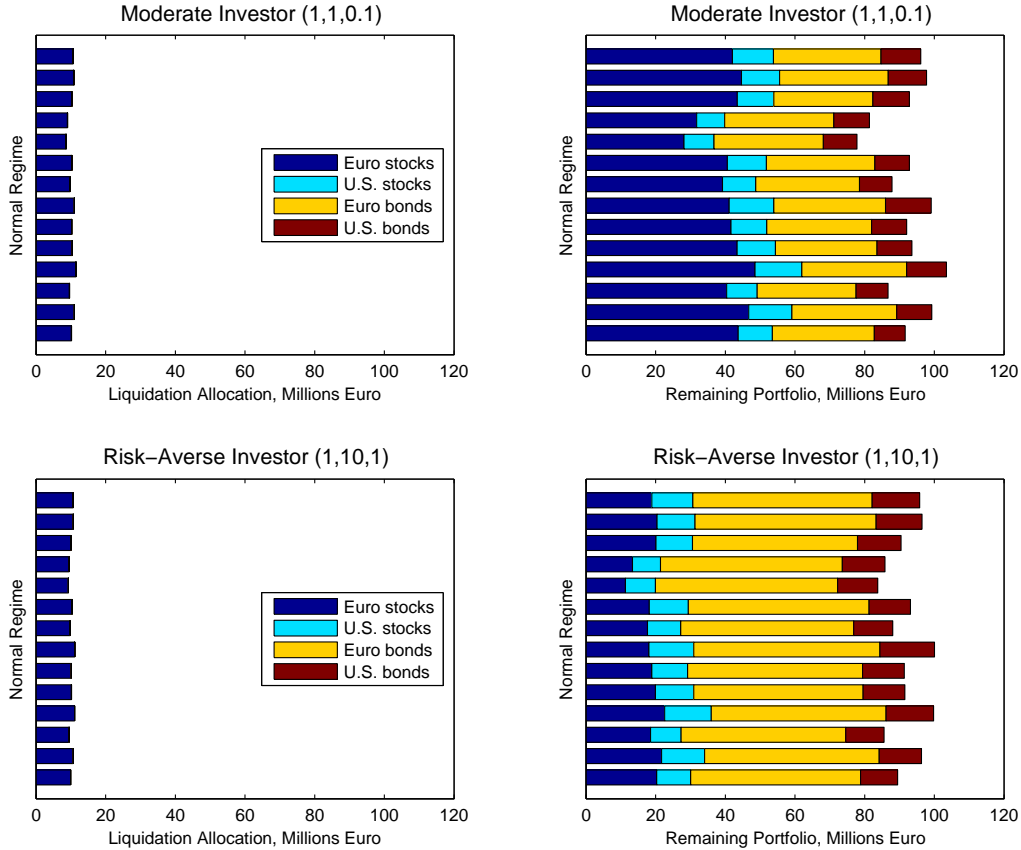 Moderate Investor (1,1,0.1)
Normal Regime
Euro stocks
U.S. stocks
Euro bonds
U.S. bonds
0 20 40 60 80 100 120
Liquidation Allocation, Millions Euro
Moderate Investor (1,1,0.1)
Normal Regime
0 20 40 60 80 100 120
Remaining Portfolio, Millions Euro
Risk−Averse Investor (1,10,1)
Normal Regime
Euro stocks
U.S. stocks
Euro bonds
U.S. bonds
0 20 40 60 80 100 120
Liquidation Allocation, Millions Euro
Risk−Averse Investor (1,10,1)
Normal Regime
0 20 40 60 80 100 120
Remaining Portfolio, Millions Euro